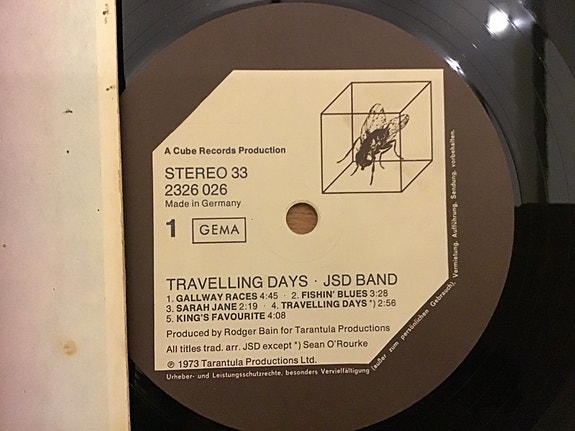 A Cube Records Production
STEREO 33
2326 026
Made in Germany
1 GEMA
TRAVELLING DAYS · JSD BAND
1. GALLWAY RACES 4:45 · 2. FISHIN' BLUES 3:28
3. SARAH JANE 2:19 · 4. TRAVELLING DAYS *) 2:56
5. KING'S FAVOURITE 4:08
Produced by Rodger Bain for Tarantula Productions
All titles trad. arr. JSD except *) Sean O'Rourke
℗ 1973 Tarantula Productions Ltd.
Urheber- und Leistungsschutzrechte, besonders Vervielfältigung (außer zum persönlichen Gebrauch), Vermietung, Aufführung, Sendung, vorbehalten.